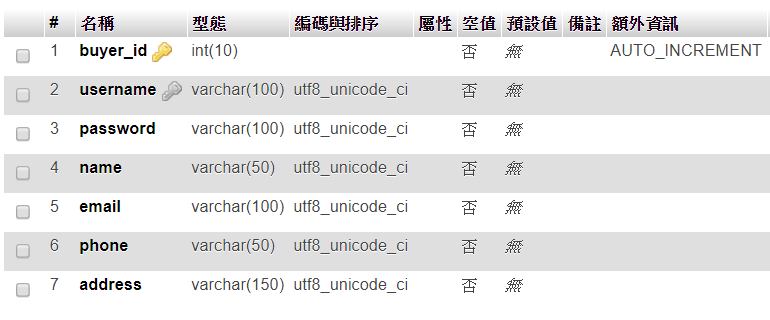 # 名稱 型態 編碼與排序 屬性 空值 預設值 備註 額外資訊
1 buyer_id int(10) 否 無 AUTO_INCREMENT
2 username varchar(100) utf8_unicode_ci 否 無
3 password varchar(100) utf8_unicode_ci 否 無
4 name varchar(50) utf8_unicode_ci 否 無
5 email varchar(100) utf8_unicode_ci 否 無
6 phone varchar(50) utf8_unicode_ci 否 無
7 address varchar(150) utf8_unicode_ci 否 無